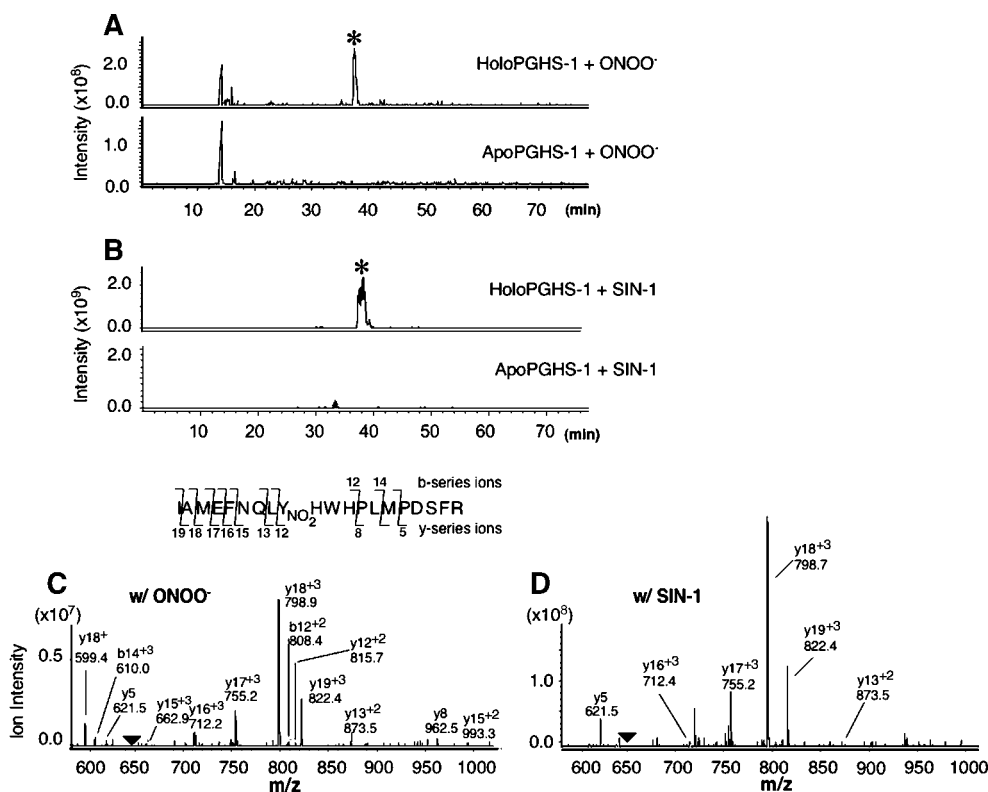 A
Intensity (x10⁸)
2.0
0.0
*
HoloPGHS-1 + ONOO⁻
1.0
0.0
ApoPGHS-1 + ONOO⁻
10 20 30 40 50 60 70 (min)
B
Intensity (x10⁹)
2.0
0.0
*
HoloPGHS-1 + SIN-1
2.0
0.0
ApoPGHS-1 + SIN-1
10 20 30 40 50 60 70 (min)
12 14 b-series ions
IAMEFNQLYNO₂HWHPLMPDSFR
19 18 17 16 15 13 12 8 5 y-series ions
C
w/ ONOO⁻
(x10⁷)
Ion Intensity
0.5
0.0
y18⁺
599.4
b14⁺³
610.0
y5
621.5
y15⁺³
662.9
y16⁺³
712.2
y17⁺³
755.2
y18⁺³
798.9
b12⁺²
808.4
y12⁺²
815.7
y19⁺³
822.4
y13⁺²
873.5
y8
962.5
y15⁺²
993.3
600 650 700 750 800 850 900 950 1000
m/z
D
w/ SIN-1
(x10⁸)
1.0
0.0
y5
621.5
y16⁺³
712.4
y17⁺³
755.2
y18⁺³
798.7
y19⁺³
822.4
y13⁺²
873.5
600 650 700 750 800 850 900 950 1000
m/z